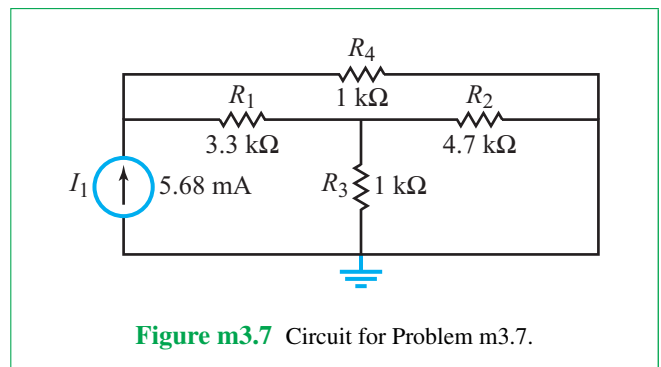 R4
1 kΩ
R1
3.3 kΩ
R2
4.7 kΩ
I1
5.68 mA
R3
1 kΩ
Figure m3.7 Circuit for Problem m3.7.